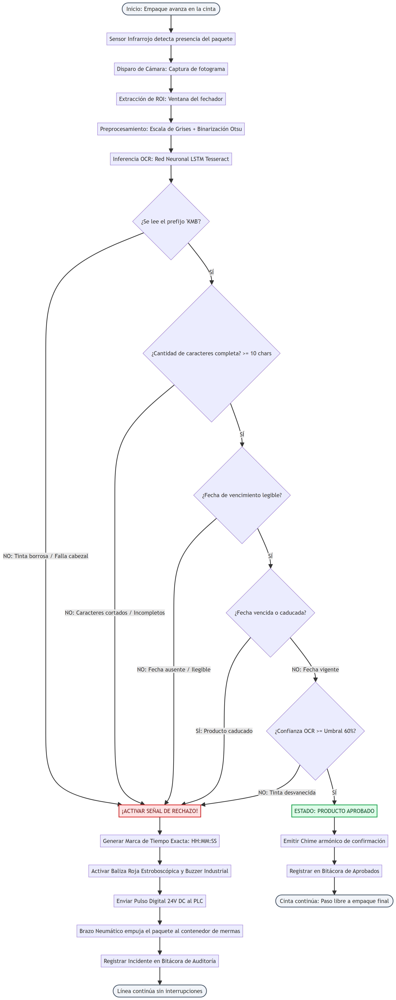 Inicio: Empaque avanza en la cinta
Sensor Infrarrojo detecta presencia del paquete
Disparo de Cámara: Captura de fotograma
Extracción de ROI: Ventana del fechador
Preprocesamiento: Escala de Grises + Binarización Otsu
Inferencia OCR: Red Neuronal LSTM Tesseract
¿Se lee el prefijo 'KMB'?
SÍ
¿Cantidad de caracteres completa? >= 10 chars
SÍ
¿Fecha de vencimiento legible?
NO: Tinta borrosa / Falla cabezal
SÍ
NO: Caracteres cortados / Incompletos
¿Fecha vencida o caducada?
NO: Fecha ausente / Ilegible
NO: Fecha vigente
SÍ: Producto caducado
¿Confianza OCR >= Umbral 60%?
NO: Tinta desvanecida
SÍ
¡ACTIVAR SEÑAL DE RECHAZO!
ESTADO: PRODUCTO APROBADO
Generar Marca de Tiempo Exacta: HH:MM:SS
Emitir Chime armónico de confirmación
Activar Baliza Roja Estroboscópica y Buzzer Industrial
Registrar en Bitácora de Aprobados
Enviar Pulso Digital 24V DC al PLC
Cinta continúa: Paso libre a empaque final
Brazo Neumático empuja el paquete al contenedor de mermas
Registrar Incidente en Bitácora de Auditoría
Línea continúa sin interrupciones